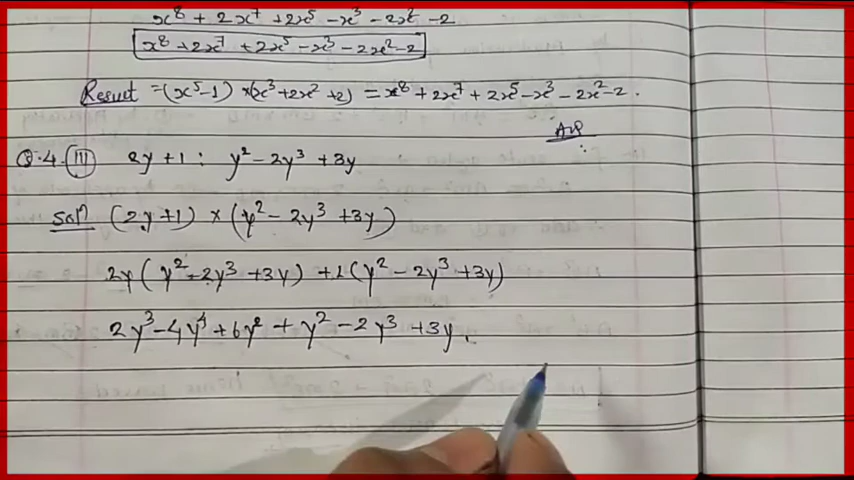 x⁸ + 2x⁷ + 2x⁵ - x³ - 2x² - 2
x⁸ + 2x⁷ + 2x⁵ - x³ - 2x² - 2
Result = (x⁵-1) × (x³+2x²+2) = x⁸ + 2x⁷ + 2x⁵ - x³ - 2x² - 2.
Ans
Q.4. (III) 2y + 1 : y² - 2y³ + 3y
Solⁿ (2y+1) × (y² - 2y³ + 3y)
2y(y² - 2y³ + 3y) + 1(y² - 2y³ + 3y)
2y³ - 4y⁴ + 6y² + y² - 2y³ + 3y.